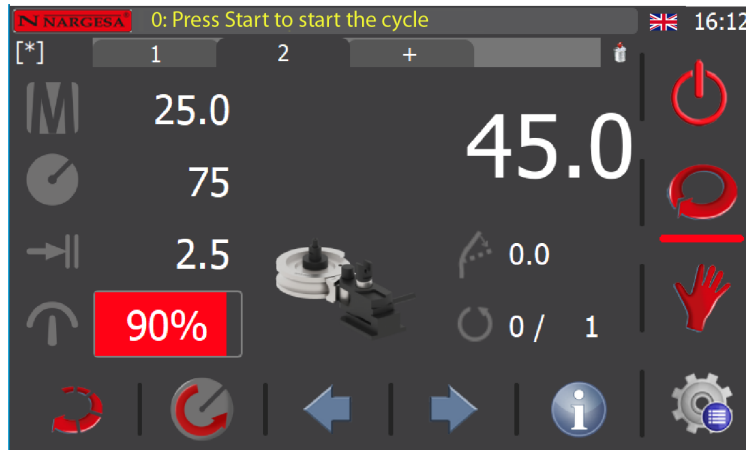 N NARGESA® 0: Press Start to start the cycle 16:12
[*] 1 2 +
25.0
45.0
75
2.5
0.0
90%
0 / 1